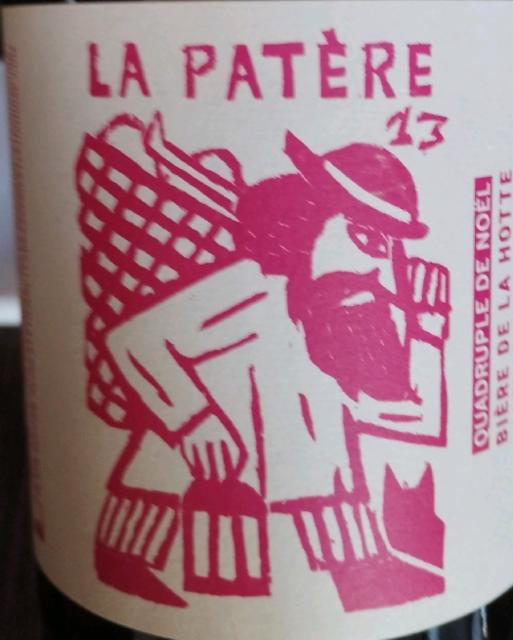 LA PATÈRE
13
QUADRUPLE DE NOËL
BIÈRE DE LA HOTTE